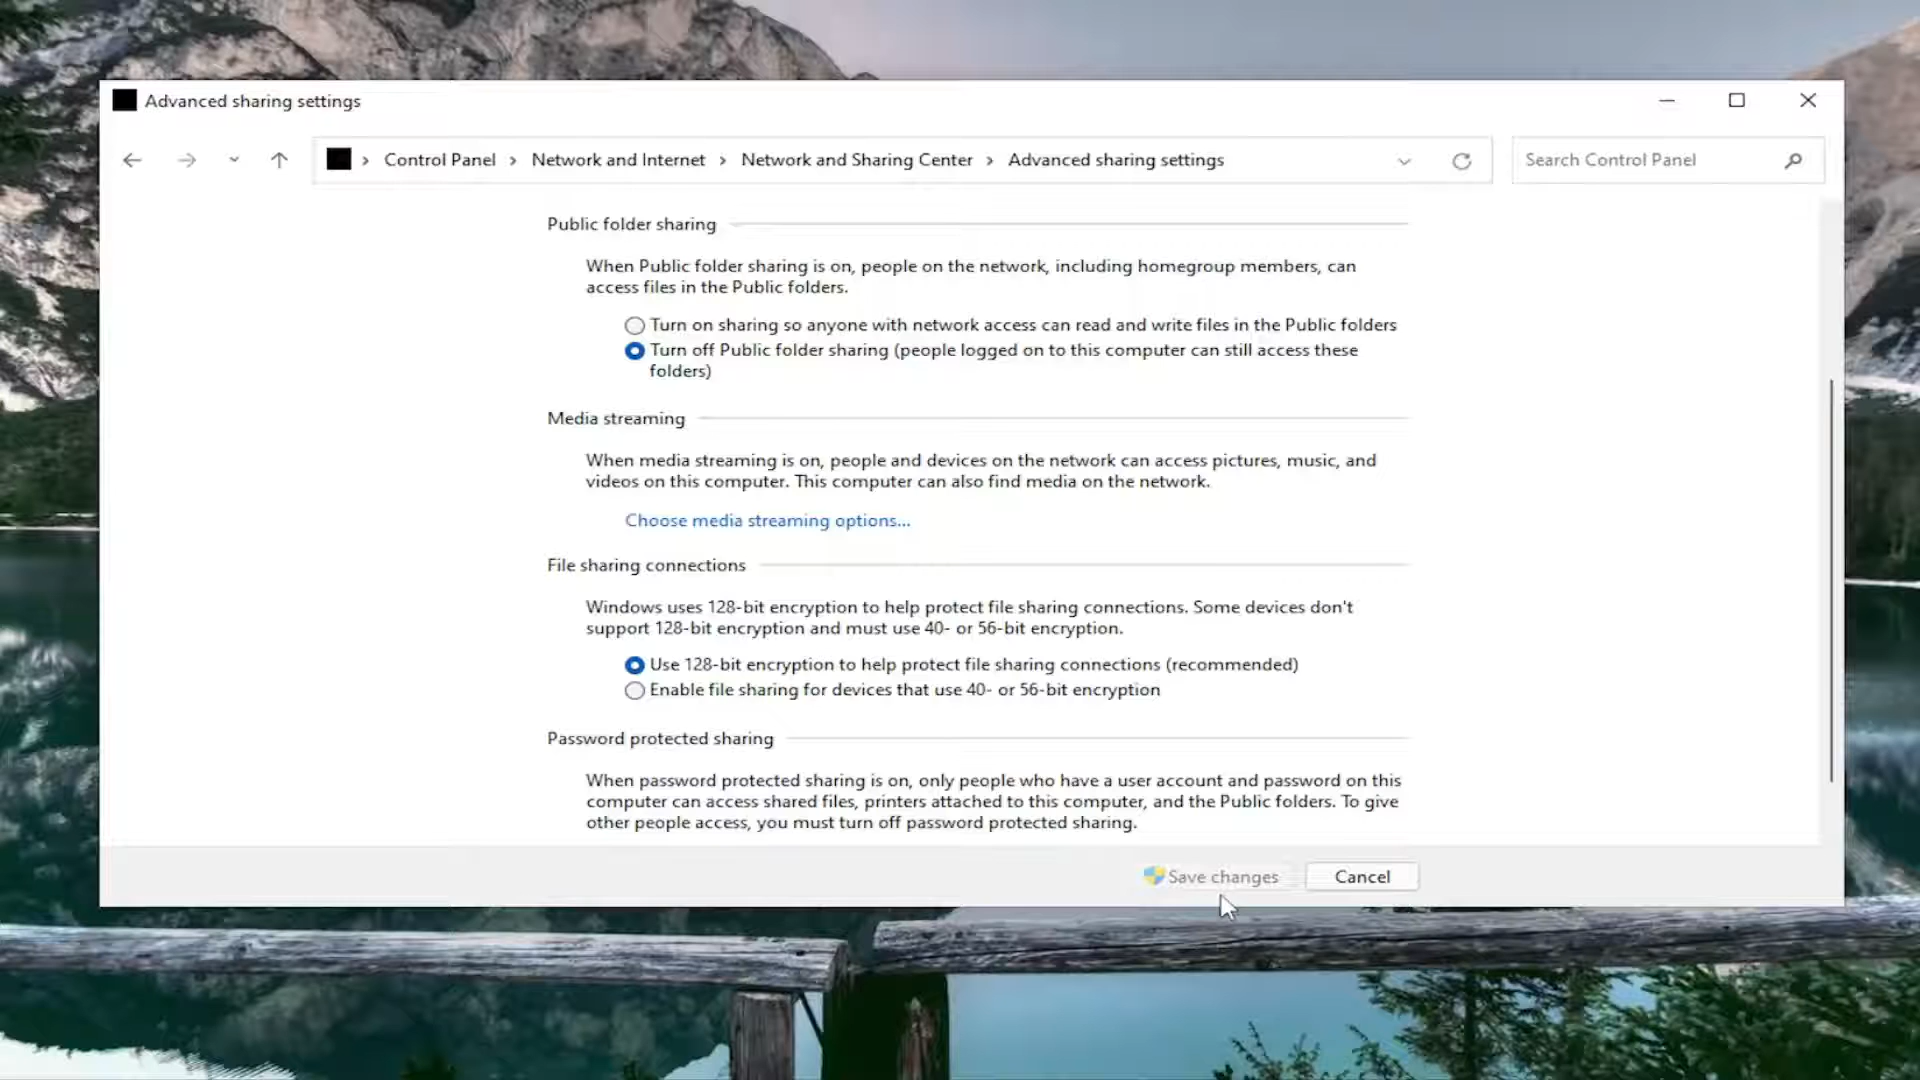 Advanced sharing settings
Control Panel > Network and Internet > Network and Sharing Center > Advanced sharing settings
Search Control Panel
Public folder sharing
When Public folder sharing is on, people on the network, including homegroup members, can
access files in the Public folders.
Turn on sharing so anyone with network access can read and write files in the Public folders
Turn off Public folder sharing (people logged on to this computer can still access these
folders)
Media streaming
When media streaming is on, people and devices on the network can access pictures, music, and
videos on this computer. This computer can also find media on the network.
Choose media streaming options...
File sharing connections
Windows uses 128-bit encryption to help protect file sharing connections. Some devices don't
support 128-bit encryption and must use 40- or 56-bit encryption.
Use 128-bit encryption to help protect file sharing connections (recommended)
Enable file sharing for devices that use 40- or 56-bit encryption
Password protected sharing
When password protected sharing is on, only people who have a user account and password on this
computer can access shared files, printers attached to this computer, and the Public folders. To give
other people access, you must turn off password protected sharing.
Save changes
Cancel